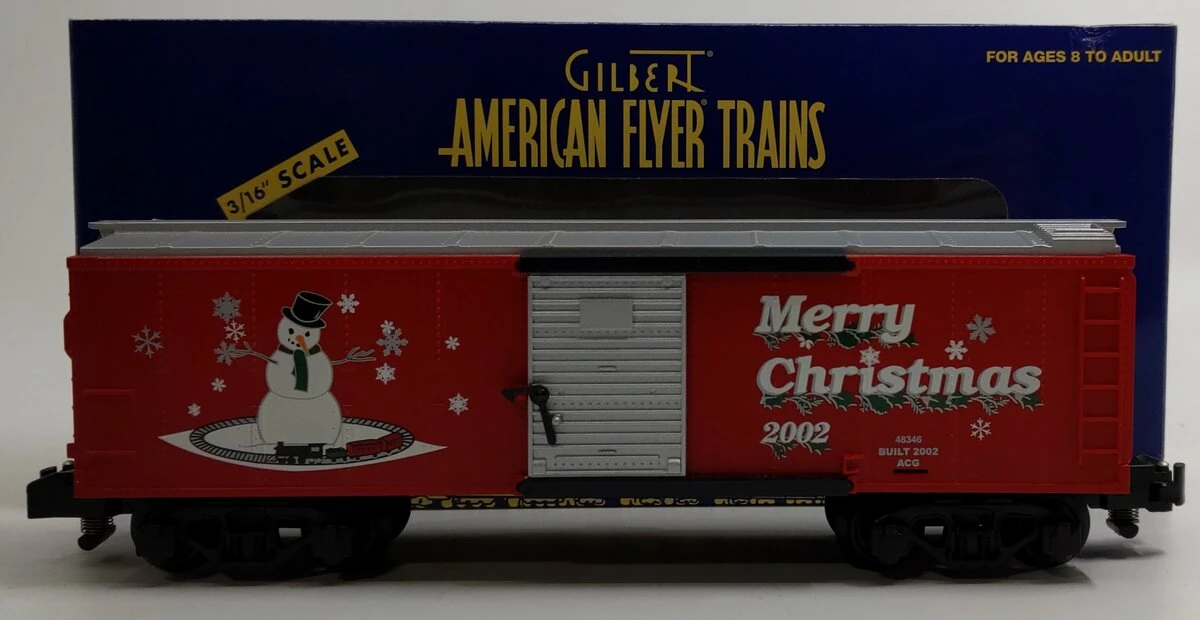 GILBERT®
AMERICAN FLYER® TRAINS
FOR AGES 8 TO ADULT
3/16" SCALE
Merry
Christmas
2002
48346
BUILT 2002
ACG